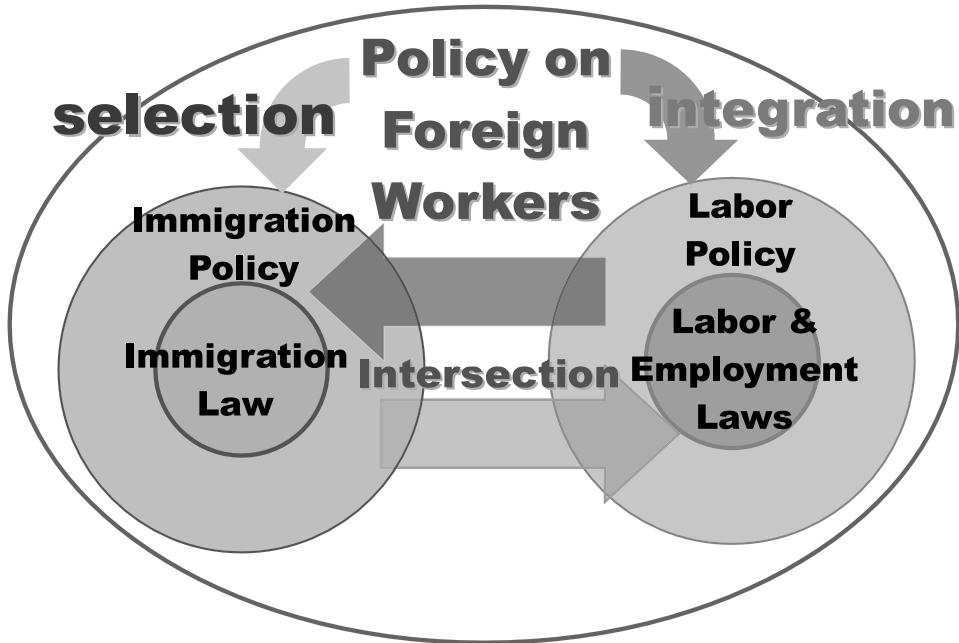 Policy on
Foreign
Workers
selection
integration
Immigration
Policy
Immigration
Law
Intersection
Labor
Policy
Labor &
Employment
Laws